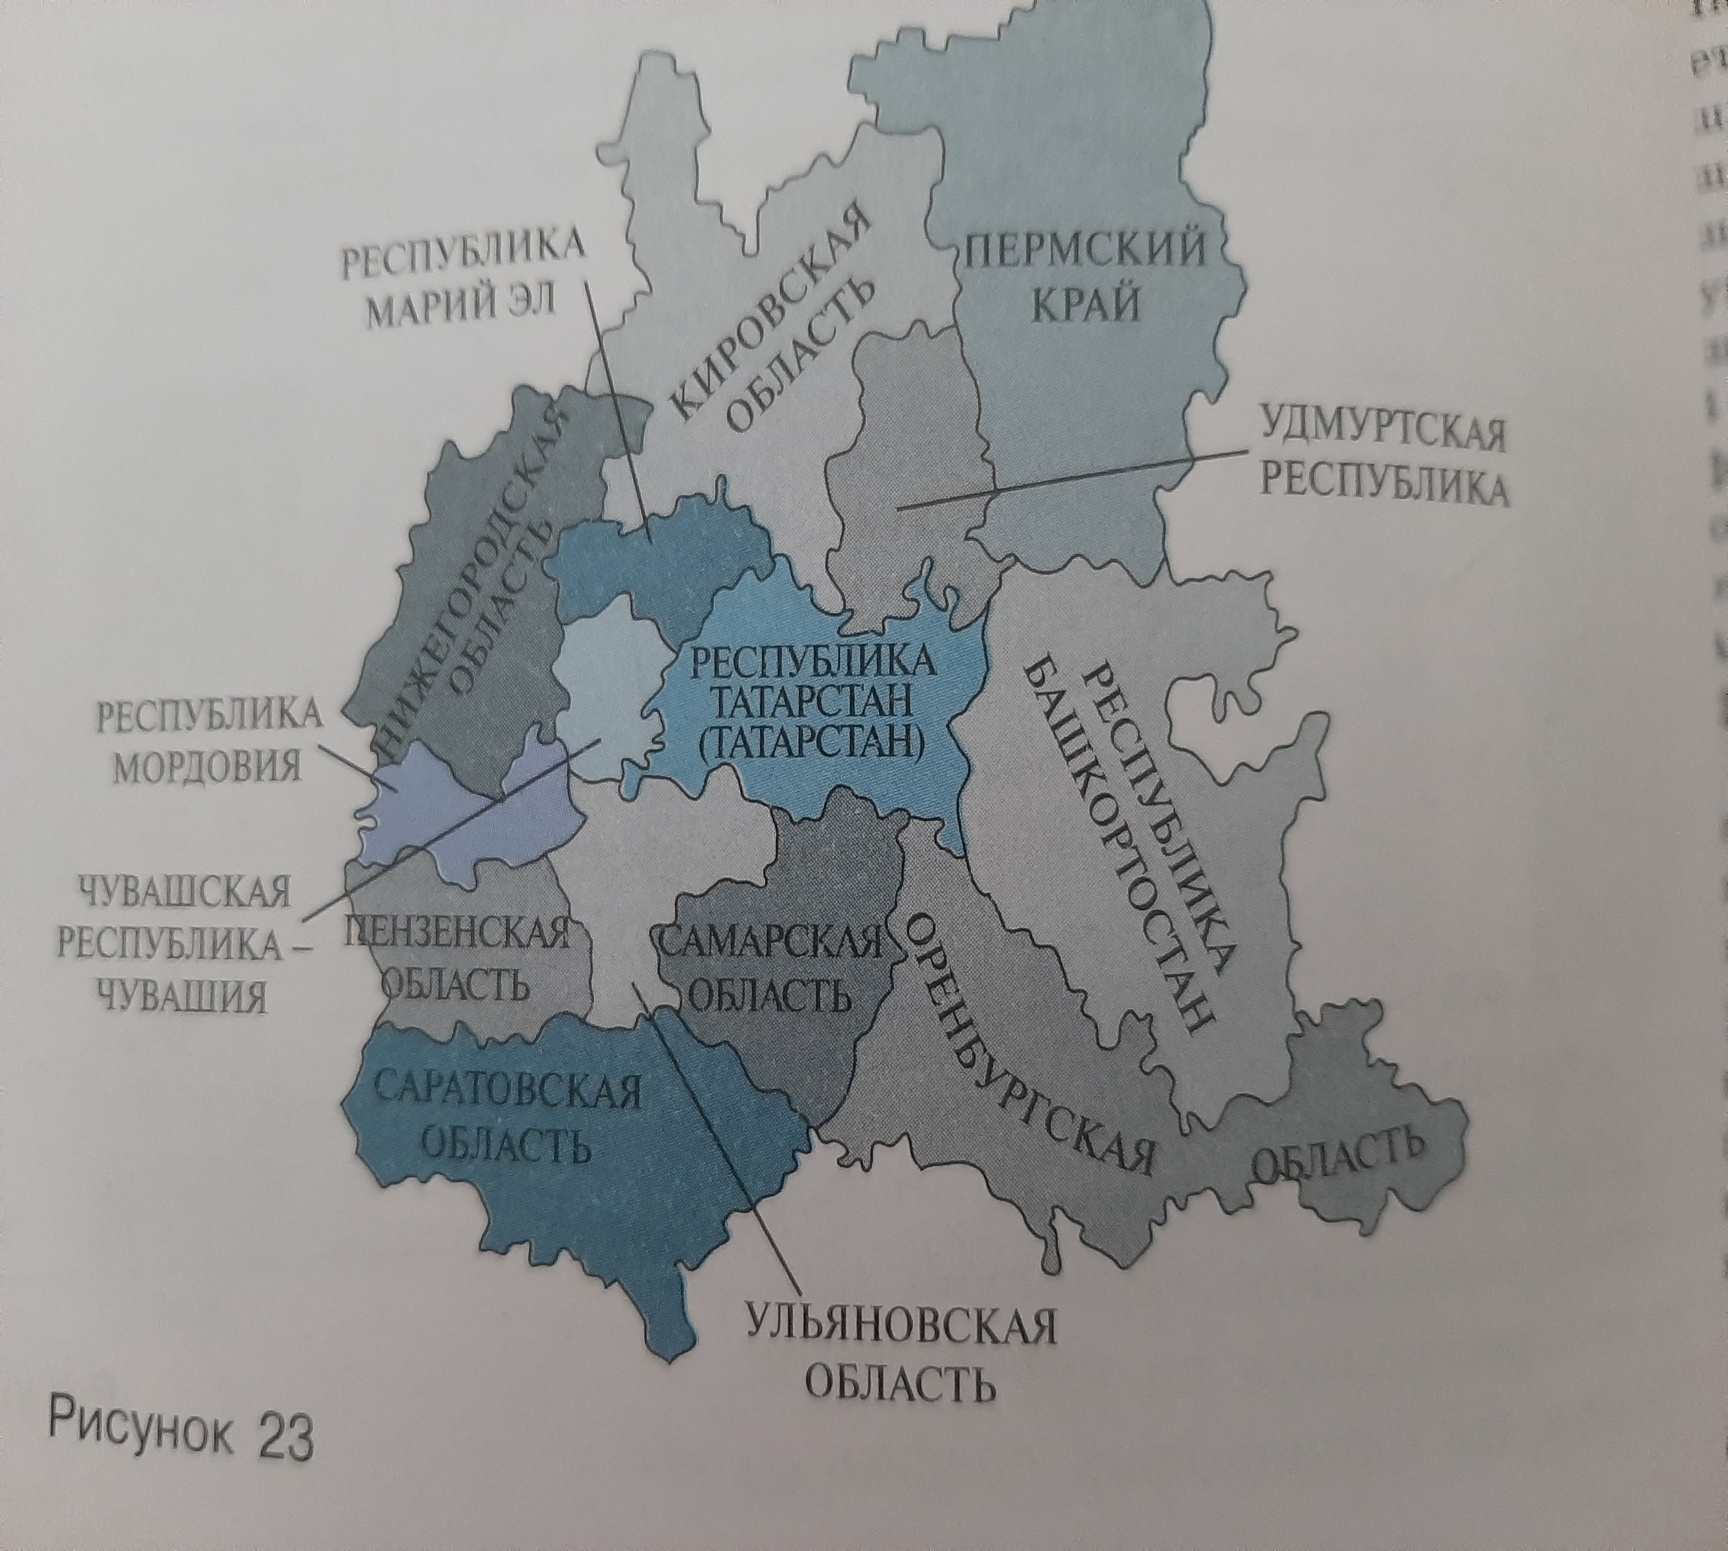 РЕСПУБЛИКА
МАРИЙ ЭЛ
КИРОВСКАЯ
ОБЛАСТЬ
ПЕРМСКИЙ
КРАЙ
УДМУРТСКАЯ
РЕСПУБЛИКА
НИЖЕГОРОДСКАЯ
ОБЛАСТЬ
РЕСПУБЛИКА
ТАТАРСТАН
(ТАТАРСТАН)
РЕСПУБЛИКА
БАШКОРТОСТАН
РЕСПУБЛИКА
МОРДОВИЯ
ЧУВАШСКАЯ
РЕСПУБЛИКА –
ЧУВАШИЯ
ПЕНЗЕНСКАЯ
ОБЛАСТЬ
САМАРСКАЯ
ОБЛАСТЬ
ОРЕНБУРГСКАЯ
ОБЛАСТЬ
САРАТОВСКАЯ
ОБЛАСТЬ
УЛЬЯНОВСКАЯ
ОБЛАСТЬ
Рисунок 23